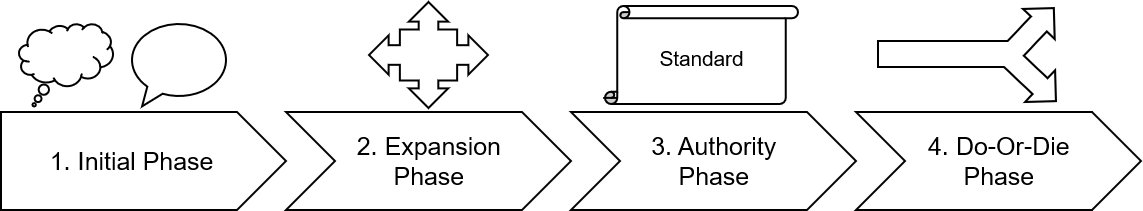 Standard
1. Initial Phase
2. Expansion
Phase
3. Authority
Phase
4. Do-Or-Die
Phase